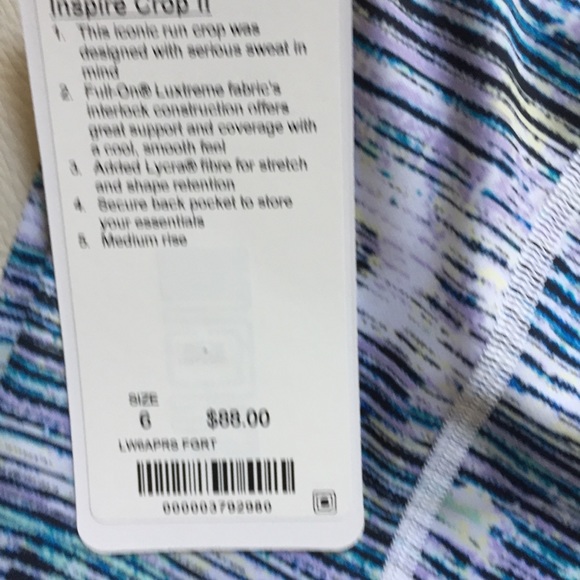 Inspire Crop II
1. This iconic run crop was
designed with serious sweat in
mind
2. Full-On® Luxtreme fabric's
interlock construction offers
great support and coverage with
a cool, smooth feel
3. Added Lycra® fibre for stretch
and shape retention
4. Secure back pocket to store
your essentials
5. Medium rise
SIZE
6 $88.00
LW6APRS FGRT
000003792980